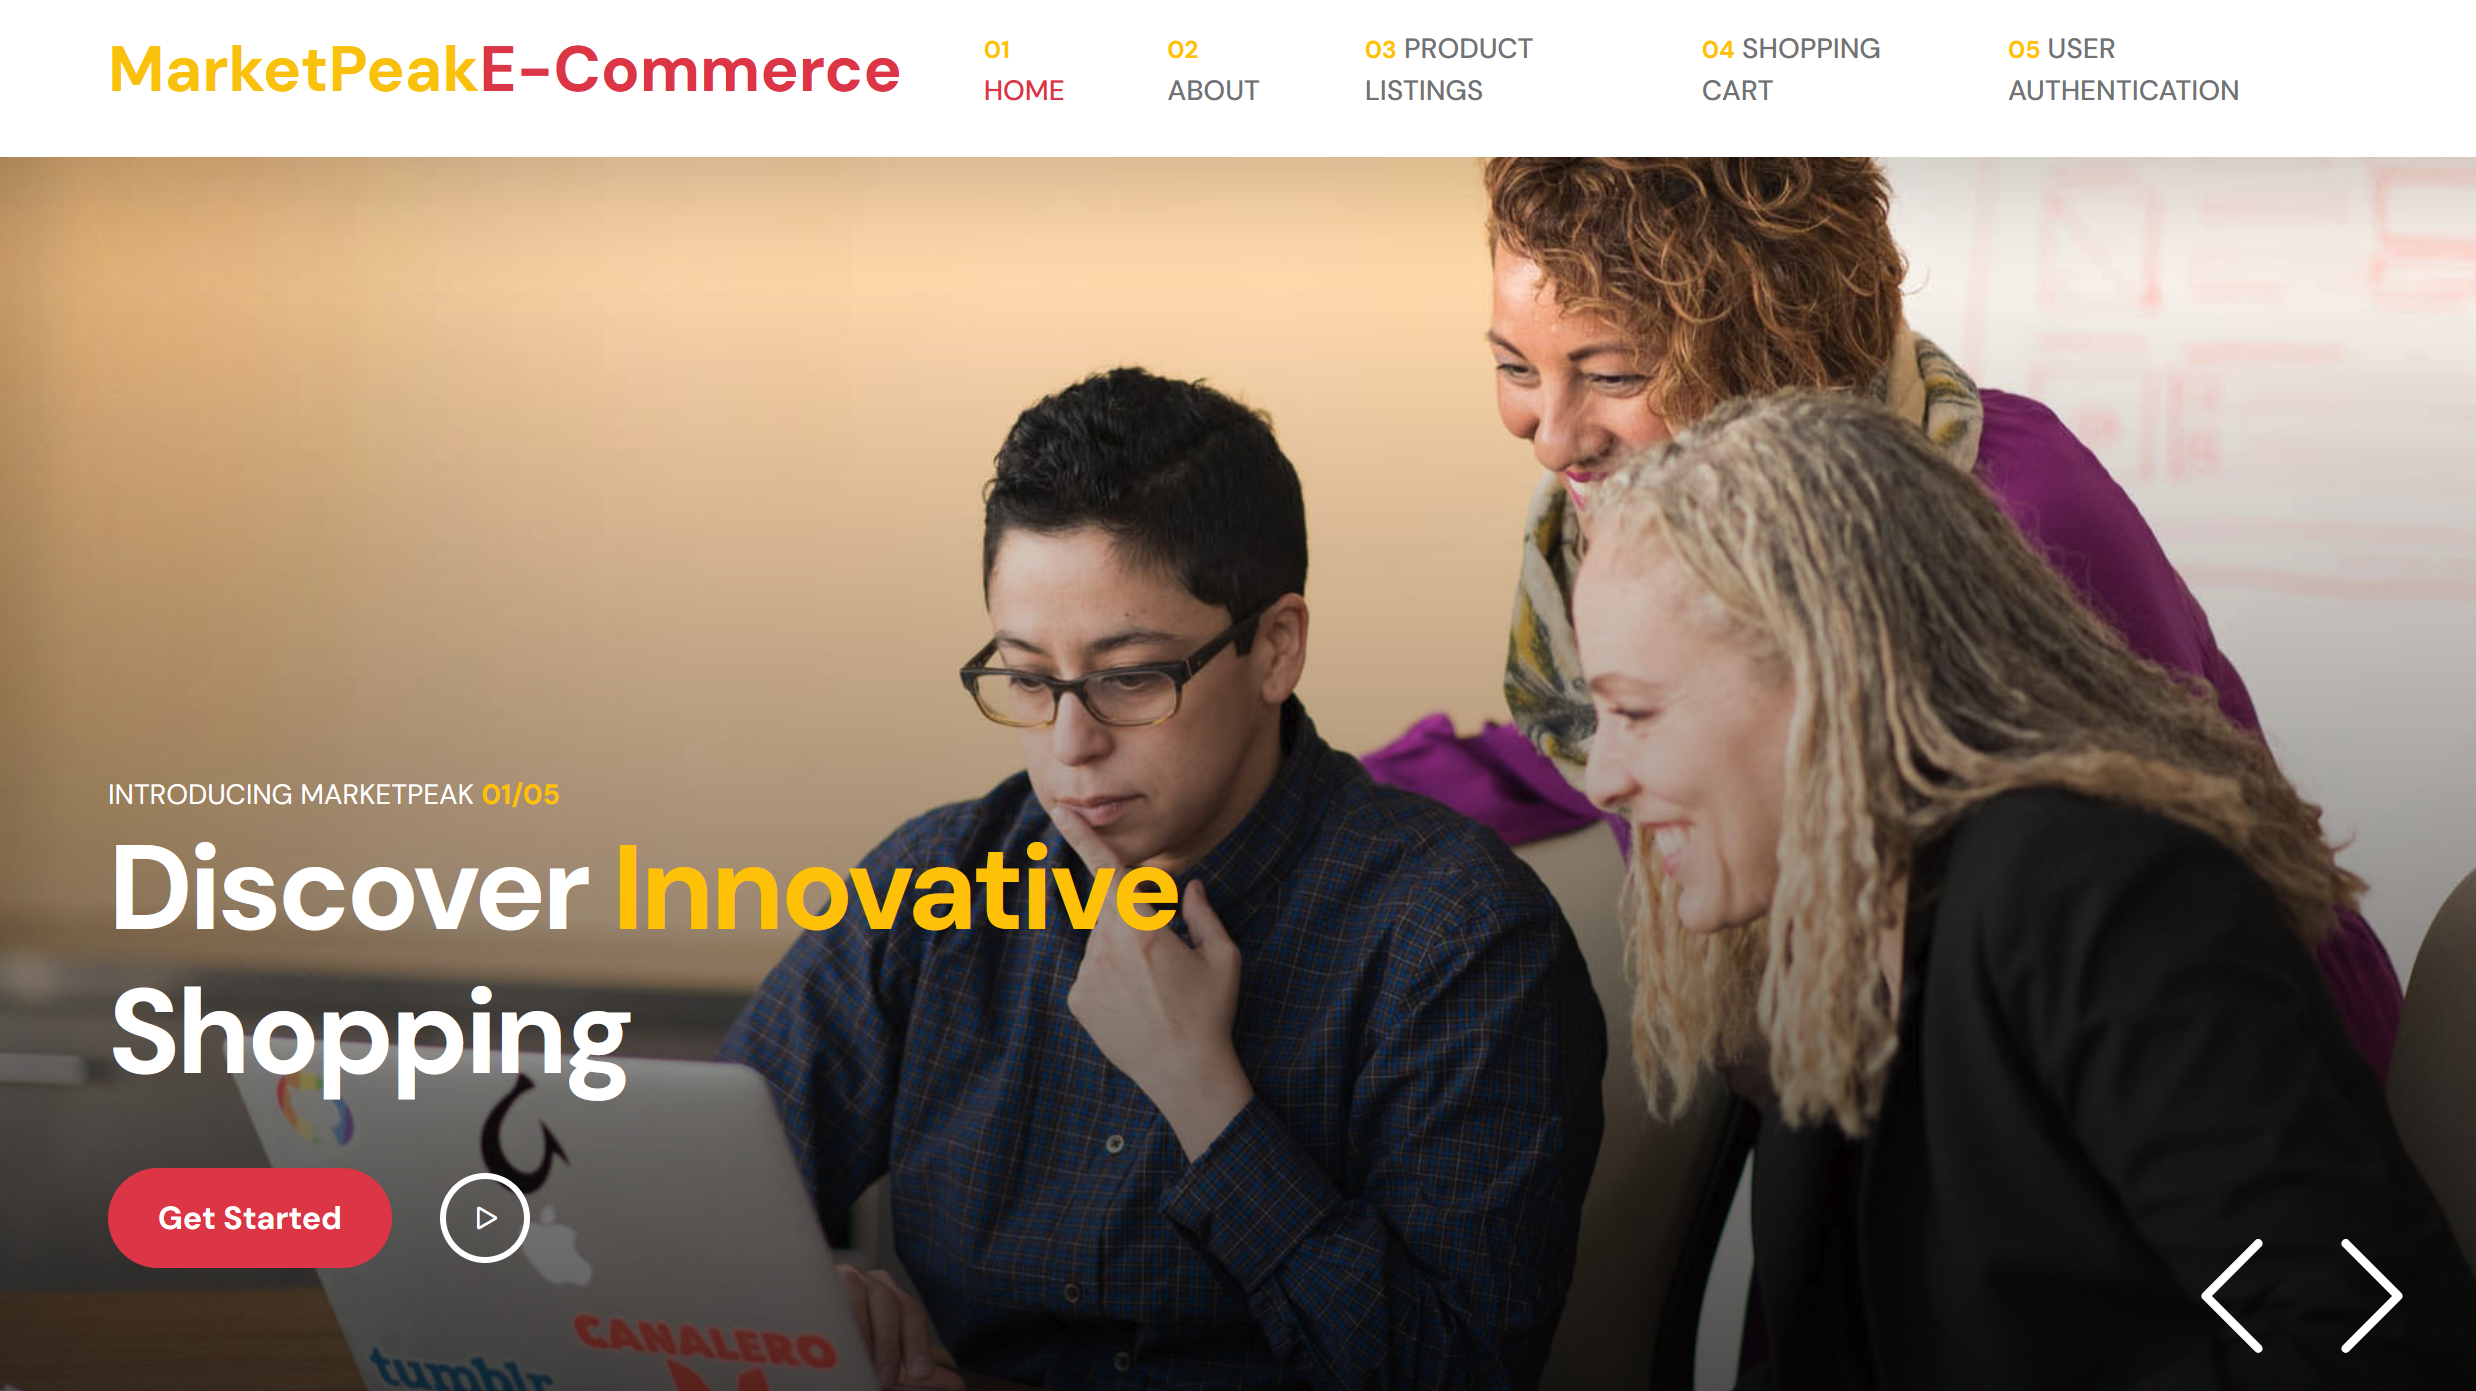 MarketPeakE-Commerce
01 HOME
02 ABOUT
03 PRODUCT LISTINGS
04 SHOPPING CART
05 USER AUTHENTICATION
INTRODUCING MARKETPEAK 01/05
Discover Innovative
Shopping
Get Started
CANALERO
tumblr